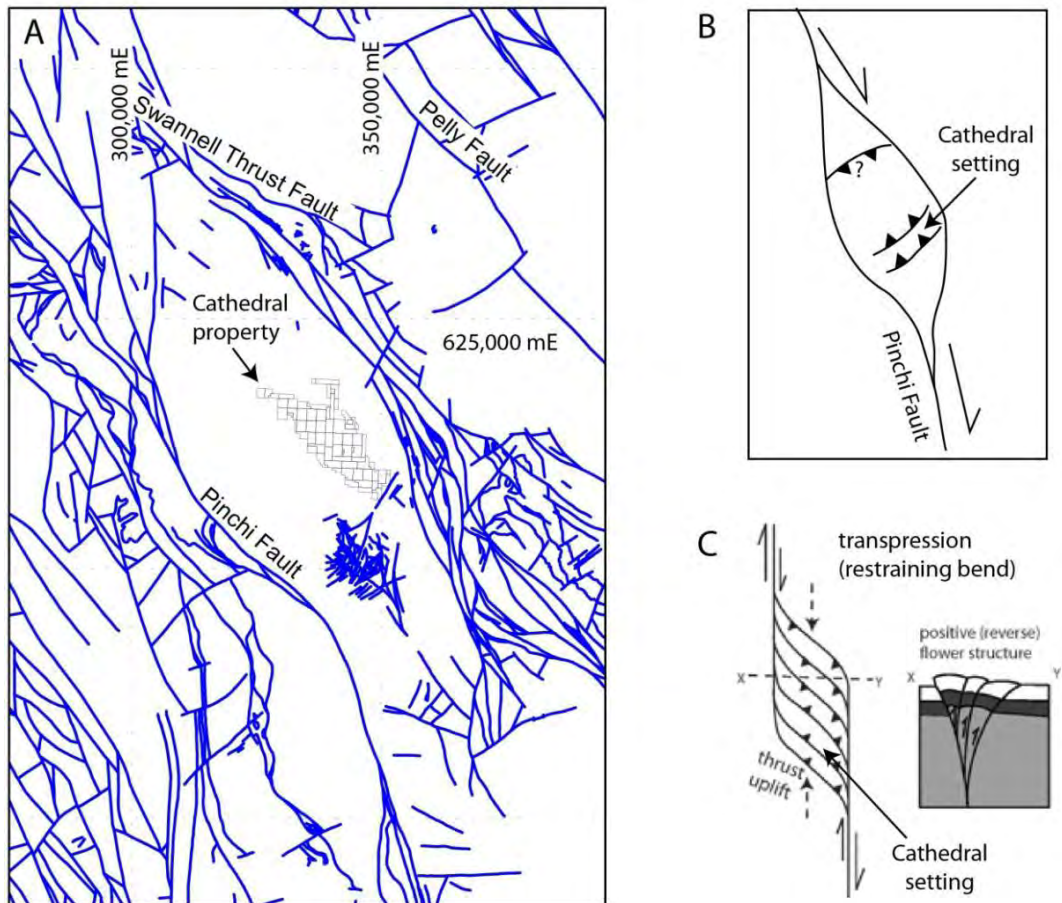 A
300,000 mE
350,000 mE
Swannell Thrust Fault
Pelly Fault
Cathedral
property
625,000 mE
Pinchi Fault
B
Cathedral
setting
?
Pinchi Fault
C
transpression
(restraining bend)
positive (reverse)
flower structure
X
Y
X
Y
thrust
uplift
Cathedral
setting